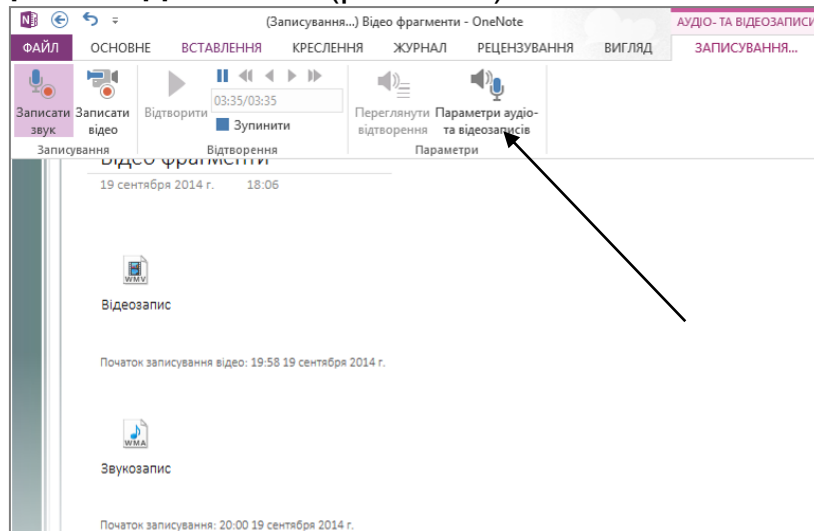 (Записування...) Відео фрагменти - OneNote
АУДІО- ТА ВІДЕОЗАПИСИ
ФАЙЛ ОСНОВНЕ ВСТАВЛЕННЯ КРЕСЛЕННЯ ЖУРНАЛ РЕЦЕНЗУВАННЯ ВИГЛЯД ЗАПИСУВАННЯ...
Записати звук
Записати відео
Відтворити
03:35/03:35
Зупинити
Переглянути відтворення
Параметри аудіо- та відеозаписів
Записування Відтворення Параметри
Відео фрагменти
19 сентября 2014 г. 18:06
WMV
Відеозапис
Початок записування відео: 19:58 19 сентября 2014 г.
WMA
Звукозапис
Початок записування: 20:00 19 сентября 2014 г.